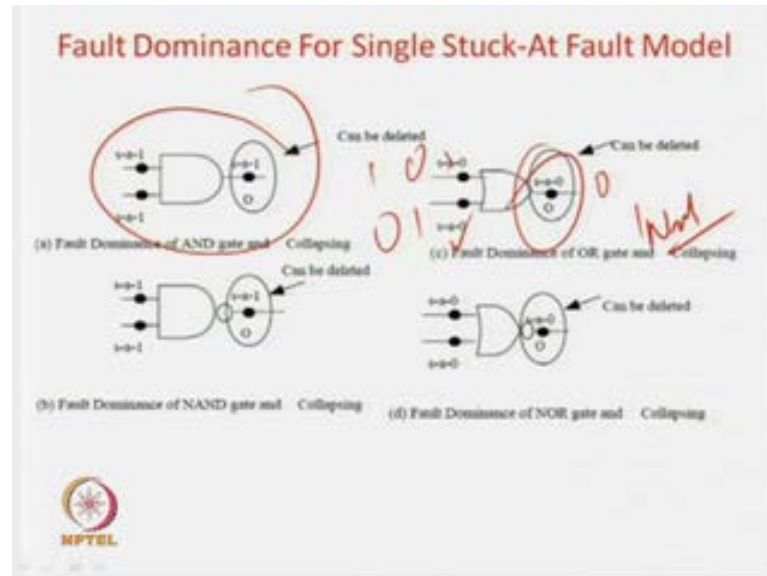 Fault Dominance For Single Stuck-At Fault Model
Can be deleted
s-a-1
s-a-1
O
s-a-1
(a) Fault Dominance of AND gate and Collapsing
1 0
0 1
Can be deleted
s-a-0
s-a-0
O
0
s-a-0
(c) Fault Dominance of OR gate and Collapsing
Can be deleted
s-a-1
s-a-1
O
s-a-1
(b) Fault Dominance of NAND gate and Collapsing
Can be deleted
s-a-0
s-a-0
O
s-a-0
(d) Fault Dominance of NOR gate and Collapsing
NPTEL